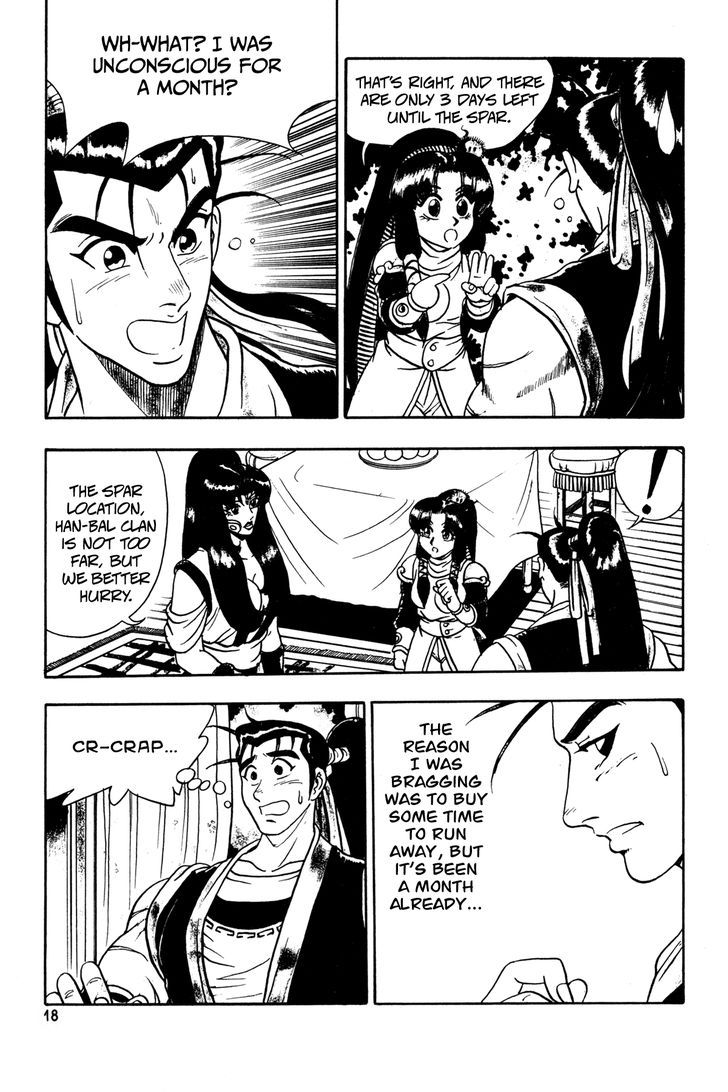 WH-WHAT? I WAS
UNCONSCIOUS FOR
A MONTH?
THAT'S RIGHT, AND THERE
ARE ONLY 3 DAYS LEFT
UNTIL THE SPAR.
THE SPAR
LOCATION,
HAN-BAL CLAN
IS NOT TOO
FAR, BUT
WE BETTER
HURRY.
!
CR-CRAP...
THE
REASON
I WAS
BRAGGING
WAS TO BUY
SOME TIME
TO RUN
AWAY, BUT
IT'S BEEN
A MONTH
ALREADY...
18